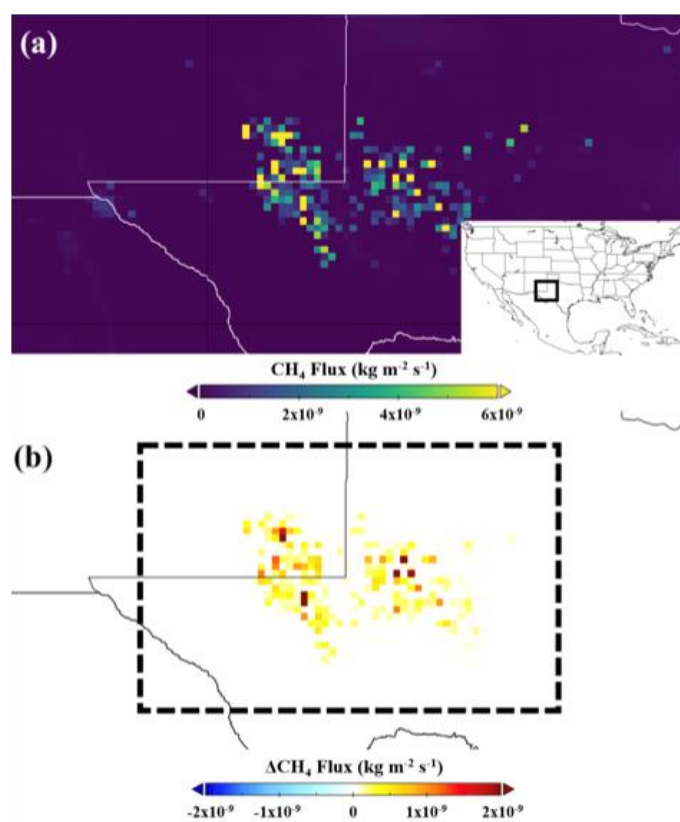 (a)
CH₄ Flux (kg m⁻² s⁻¹)
0 2x10⁻⁹ 4x10⁻⁹ 6x10⁻⁹
(b)
ΔCH₄ Flux (kg m⁻² s⁻¹)
-2x10⁻⁹ -1x10⁻⁹ 0 1x10⁻⁹ 2x10⁻⁹